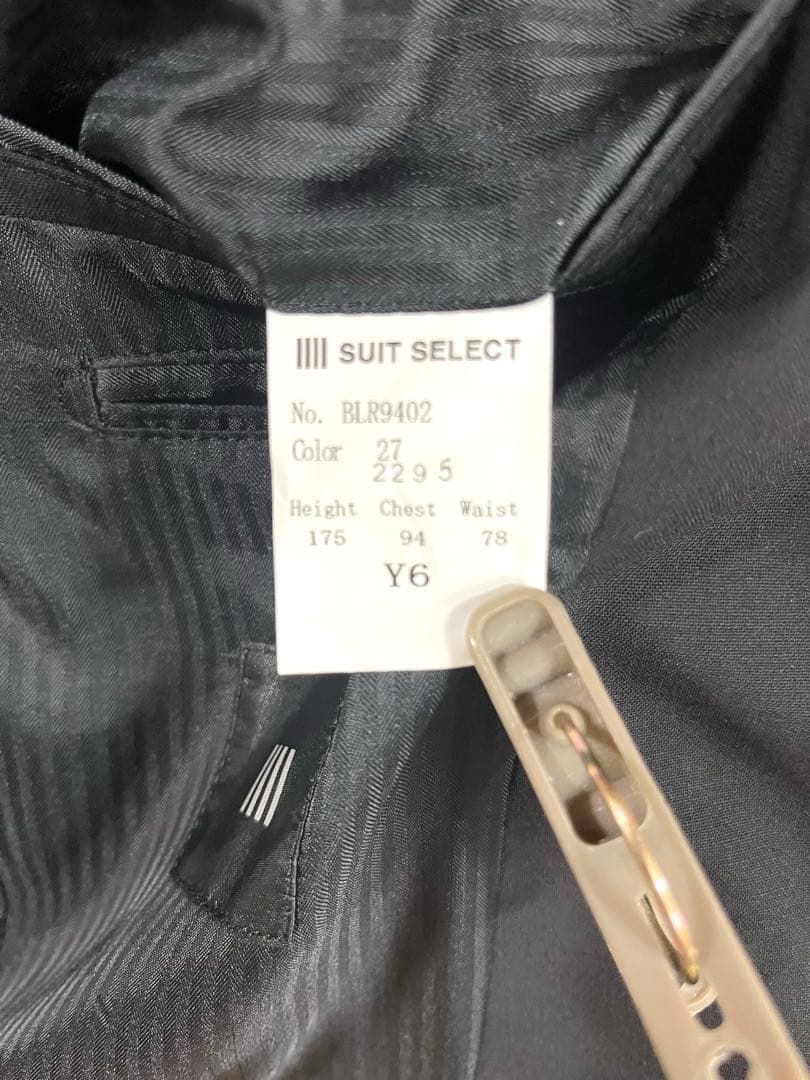 SUIT SELECT
No. BLR9402
Color 27
2295
Height Chest Waist
175 94 78
Y6